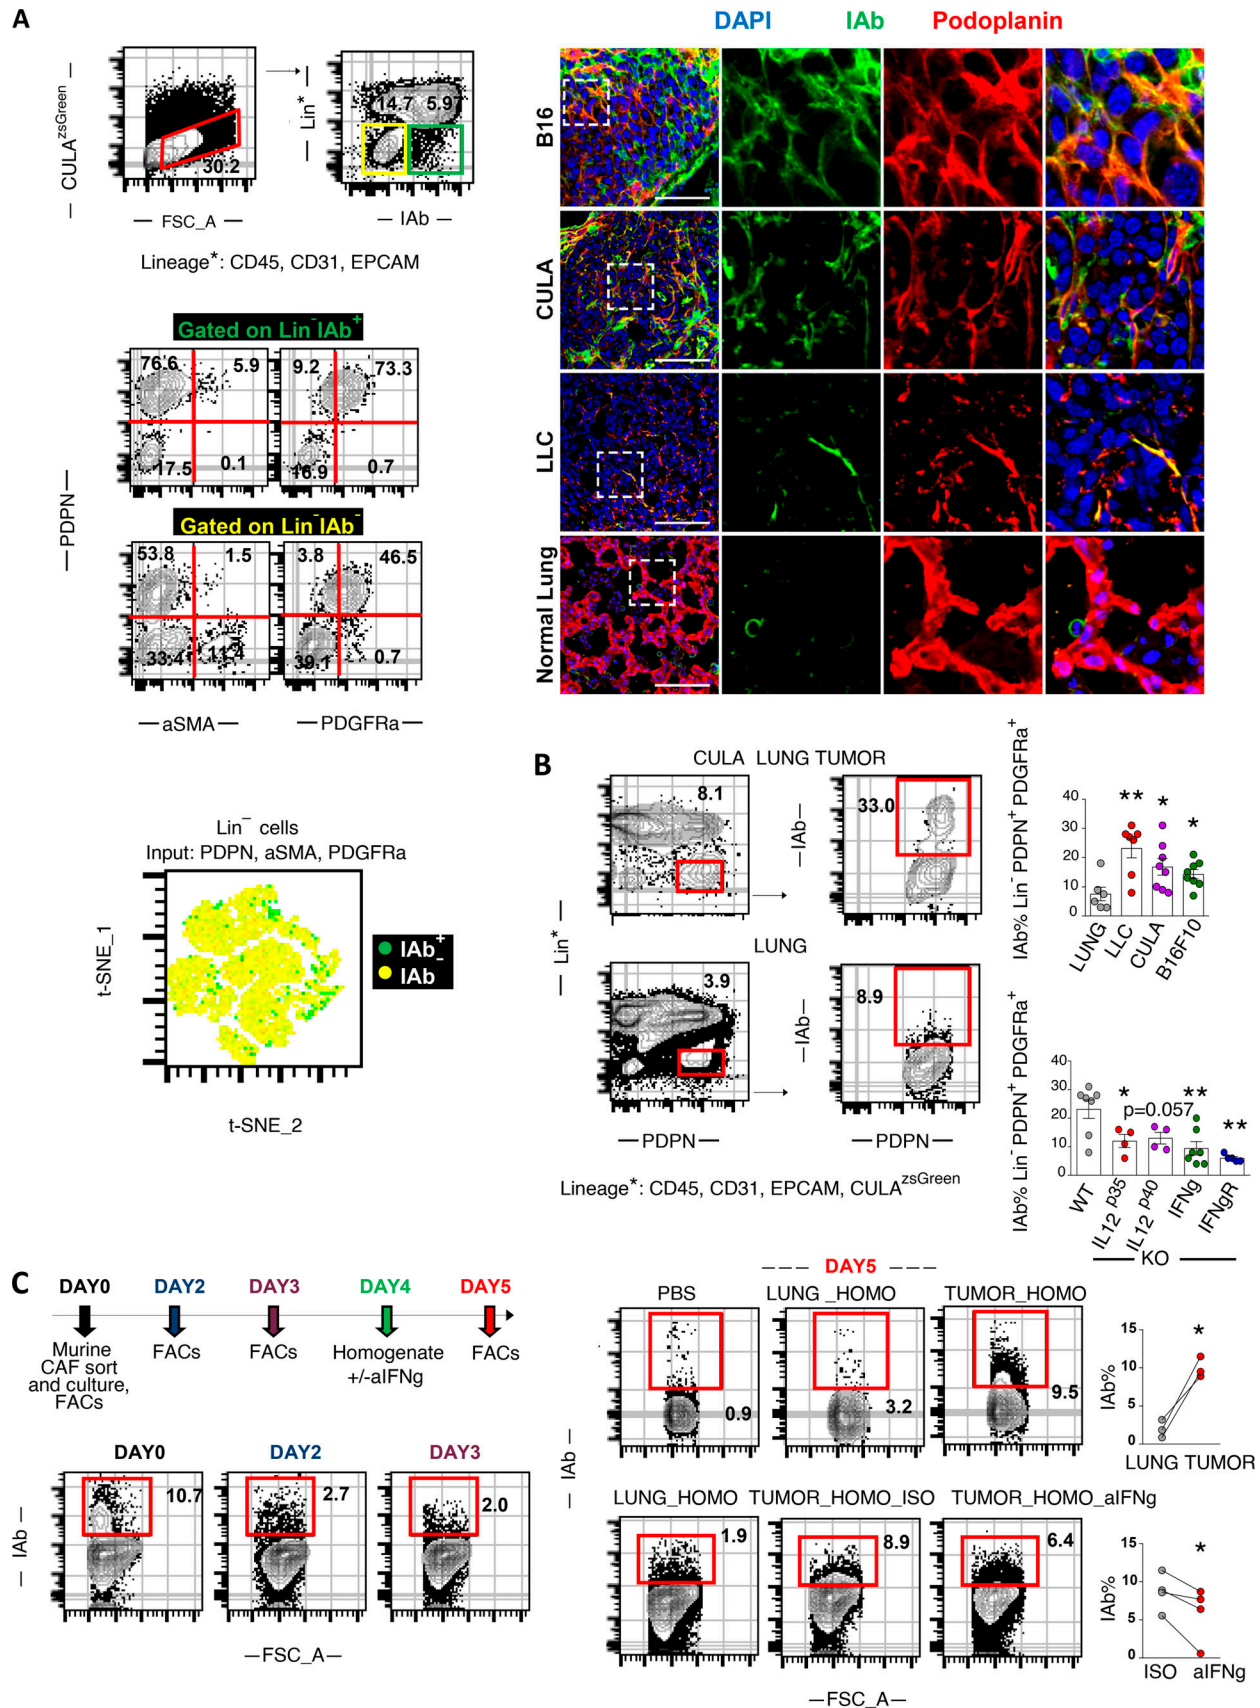 A
— CULA^zsGreen —
30.2
— FSC_A —
— Lin* —
14.7 5.97
— IAb —
Lineage*: CD45, CD31, EPCAM
Gated on Lin⁻IAb⁺
76.6 5.9 9.2 73.3
17.5 0.1 16.9 0.7
Gated on Lin⁻IAb⁻
53.8 1.5 3.8 46.5
33.4 11.4 39.1 0.7
—PDPN—
—aSMA— —PDGFRa—
Lin⁻ cells
Input: PDPN, aSMA, PDGFRa
t-SNE_1
t-SNE_2
IAb⁺
IAb⁻
DAPI IAb Podoplanin
B16
CULA
LLC
Normal Lung
B
CULA LUNG TUMOR
8.1
33.0
—IAb—
— Lin* —
LUNG
3.9
8.9
—IAb—
—PDPN— —PDPN—
Lineage*: CD45, CD31, EPCAM, CULA^zsGreen
IAb% Lin⁻ PDPN⁺ PDGFRa⁺
40
30
20
10
0
** * *
LUNG LLC CULA B16F10
IAb% Lin⁻ PDPN⁺ PDGFRa⁺
40
30
20
10
0
* p=0.057 ** **
WT IL12 p35 IL12 p40 IFNg IFNgR
KO
C
DAY0 DAY2 DAY3 DAY4 DAY5
Murine
CAF sort
and culture,
FACs
FACs
FACs
Homogenate
+/-aIFNg
FACs
DAY0 DAY2 DAY3
10.7 2.7 2.0
— IAb —
—FSC_A—
--- DAY5 ---
PBS LUNG _HOMO TUMOR_HOMO
0.9 3.2 9.5
— IAb —
LUNG_HOMO TUMOR_HOMO_ISO TUMOR_HOMO_aIFNg
1.9 8.9 6.4
—FSC_A—
IAb%
15
10
5
0
*
LUNG TUMOR
IAb%
15
10
5
0
*
ISO aIFNg